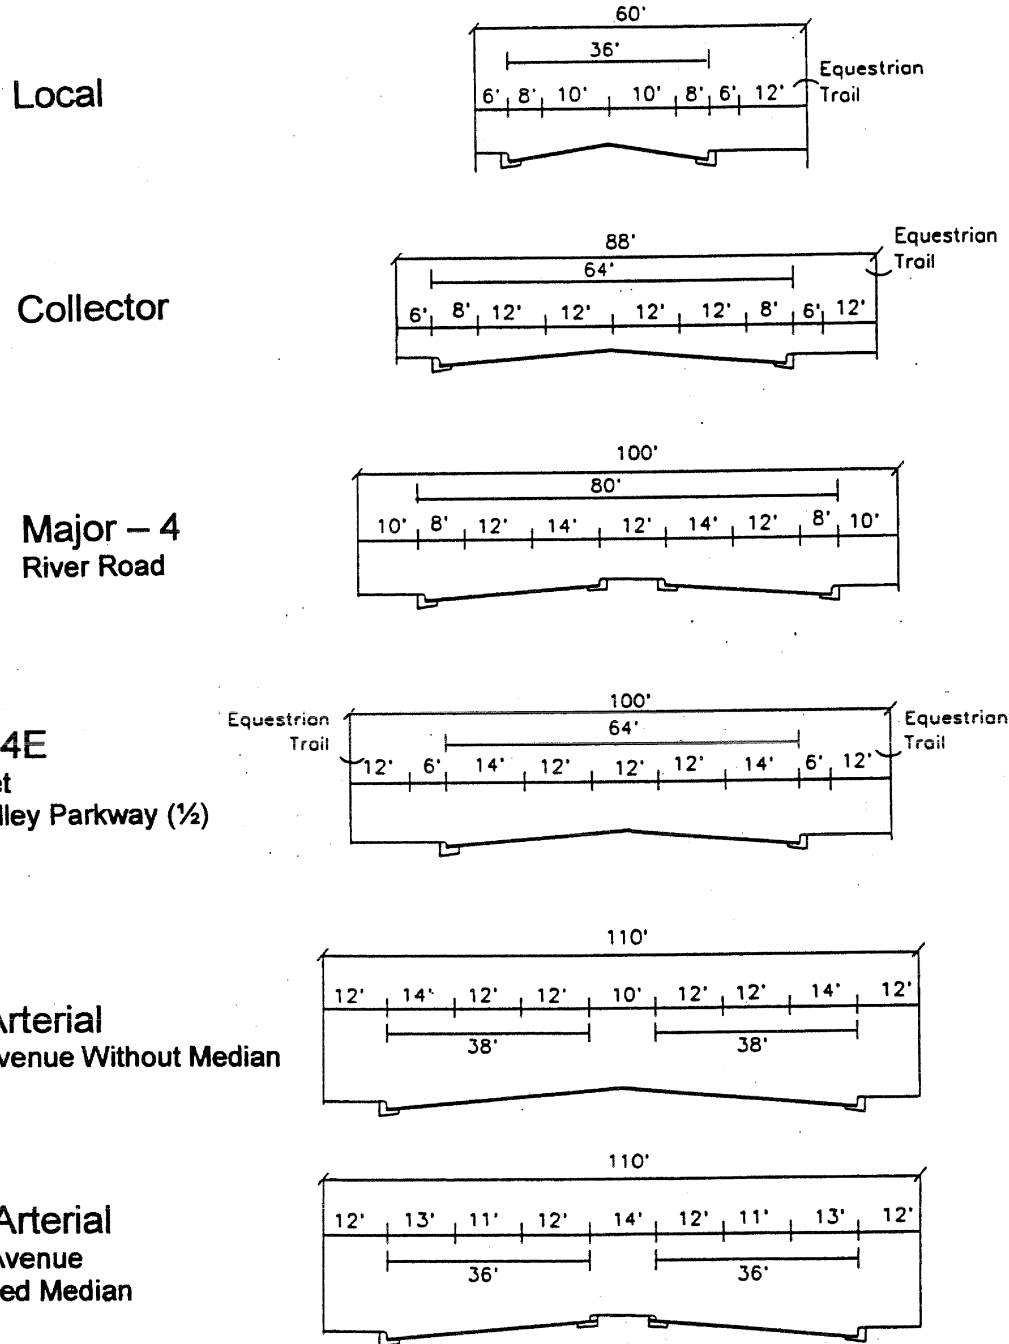 60'
36'
Equestrian
Trail
Local
6' 8' 10' 10' 8' 6' 12'
88'
Equestrian
Trail
64'
Collector
6' 8' 12' 12' 12' 12' 8' 6' 12'
100'
80'
Major – 4
River Road
10' 8' 12' 14' 12' 14' 12' 8' 10'
100'
Equestrian
Trail
64'
Equestrian
Trail
4E
et
lley Parkway (½)
12' 6' 14' 12' 12' 12' 14' 6' 12'
110'
12' 14' 12' 12' 10' 12' 12' 14' 12'
38' 38'
Arterial
venue Without Median
110'
12' 13' 11' 12' 14' 12' 11' 13' 12'
36' 36'
Arterial
Avenue
ed Median